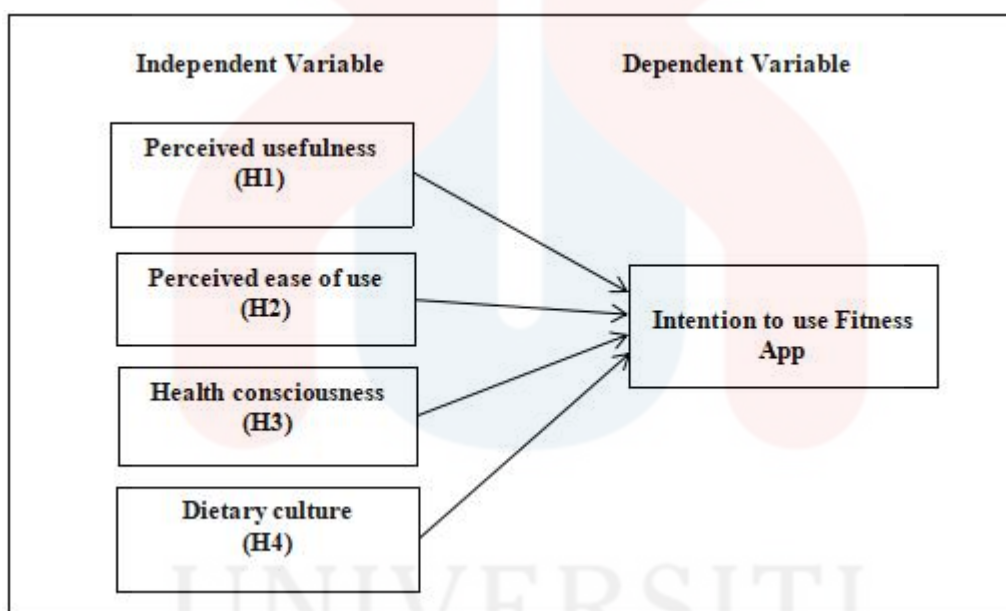 Independent Variable
Dependent Variable
Perceived usefulness
(H1)
Perceived ease of use
(H2)
Health consciousness
(H3)
Dietary culture
(H4)
Intention to use Fitness
App
UNIVERSITI